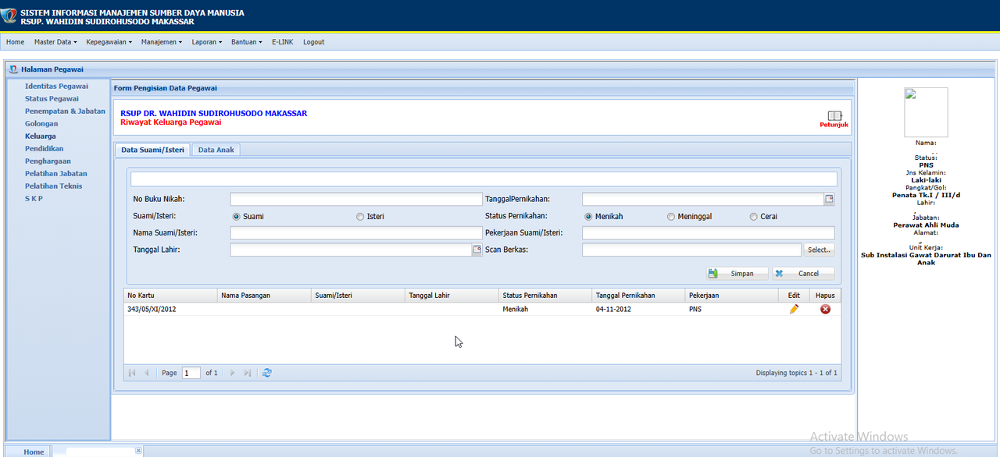 SISTEM INFORMASI MANAJEMEN SUMBER DAYA MANUSIA
RSUP. WAHIDIN SUDIROHUSODO MAKASSAR
Home Master Data Kepegawaian Manajemen Laporan Bantuan E-LINK Logout
Halaman Pegawai
Identitas Pegawai
Status Pegawai
Penempatan & Jabatan
Golongan
Keluarga
Pendidikan
Penghargaan
Pelatihan Jabatan
Pelatihan Teknis
S K P
Form Pengisian Data Pegawai
RSUP DR. WAHIDIN SUDIROHUSODO MAKASSAR
Riwayat Keluarga Pegawai
Petunjuk
Data Suami/Isteri Data Anak
No Buku Nikah: TanggalPernikahan:
Suami/Isteri: Suami Isteri Status Pernikahan: Menikah Meninggal Cerai
Nama Suami/Isteri: Pekerjaan Suami/Isteri:
Tanggal Lahir: Scan Berkas: Select..
Simpan Cancel
No Kartu Nama Pasangan Suami/Isteri Tanggal Lahir Status Pernikahan Tanggal Pernikahan Pekerjaan Edit Hapus
343/05/XI/2012 Menikah 04-11-2012 PNS
Page 1 of 1 Displaying topics 1 - 1 of 1
Nama:
Status:
PNS
Jns Kelamin:
Laki-laki
Pangkat/Gol:
Penata Tk.I / III/d
Lahir:
Jabatan:
Perawat Ahli Muda
Alamat:
Unit Kerja:
Sub Instalasi Gawat Darurat Ibu Dan
Anak
Activate Windows
Go to Settings to activate Windows.
Home